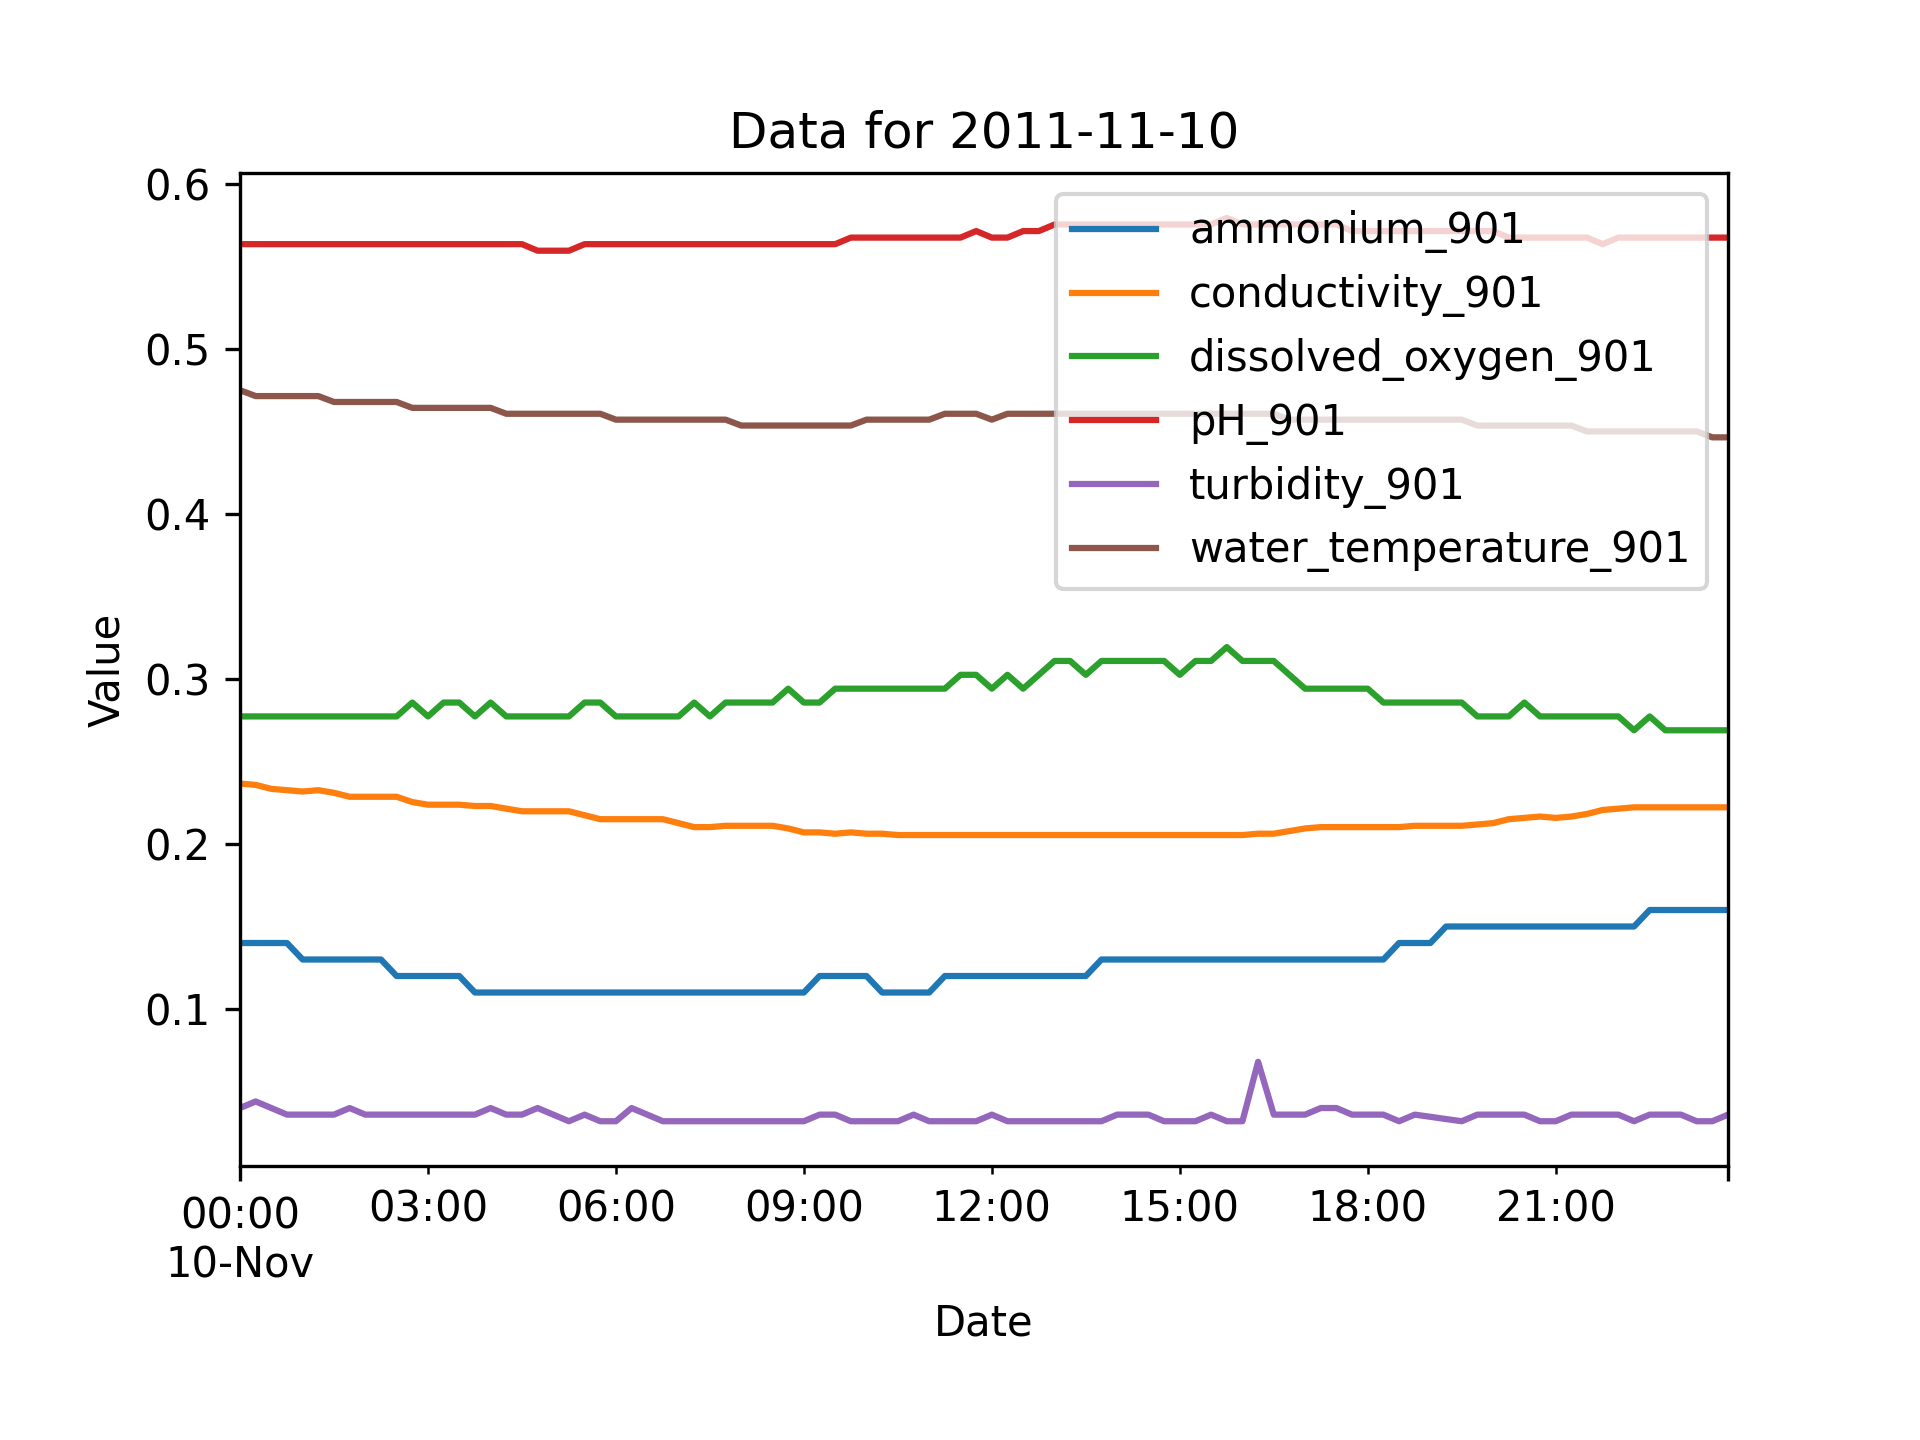 Data for 2011-11-10
0.6
0.5
0.4
0.3
0.2
0.1
Value
ammonium_901
conductivity_901
dissolved_oxygen_901
pH_901
turbidity_901
water_temperature_901
00:00 03:00 06:00 09:00 12:00 15:00 18:00 21:00
10-Nov
Date